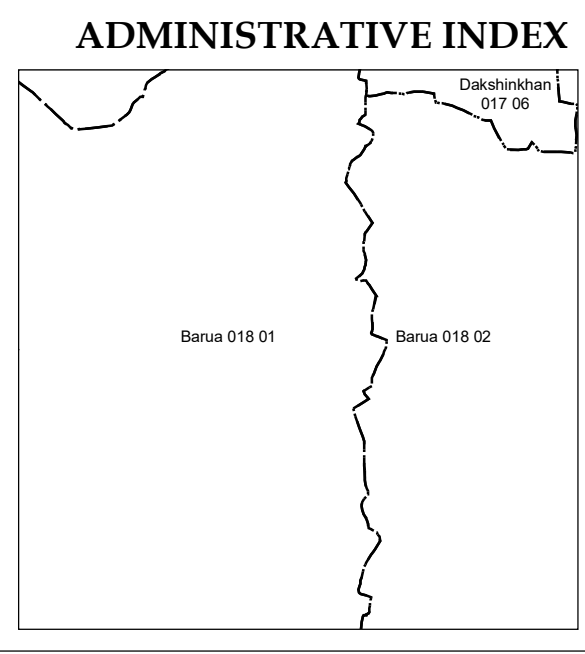 ADMINISTRATIVE INDEX
Dakshinkhan
017 06
Barua 018 01
Barua 018 02